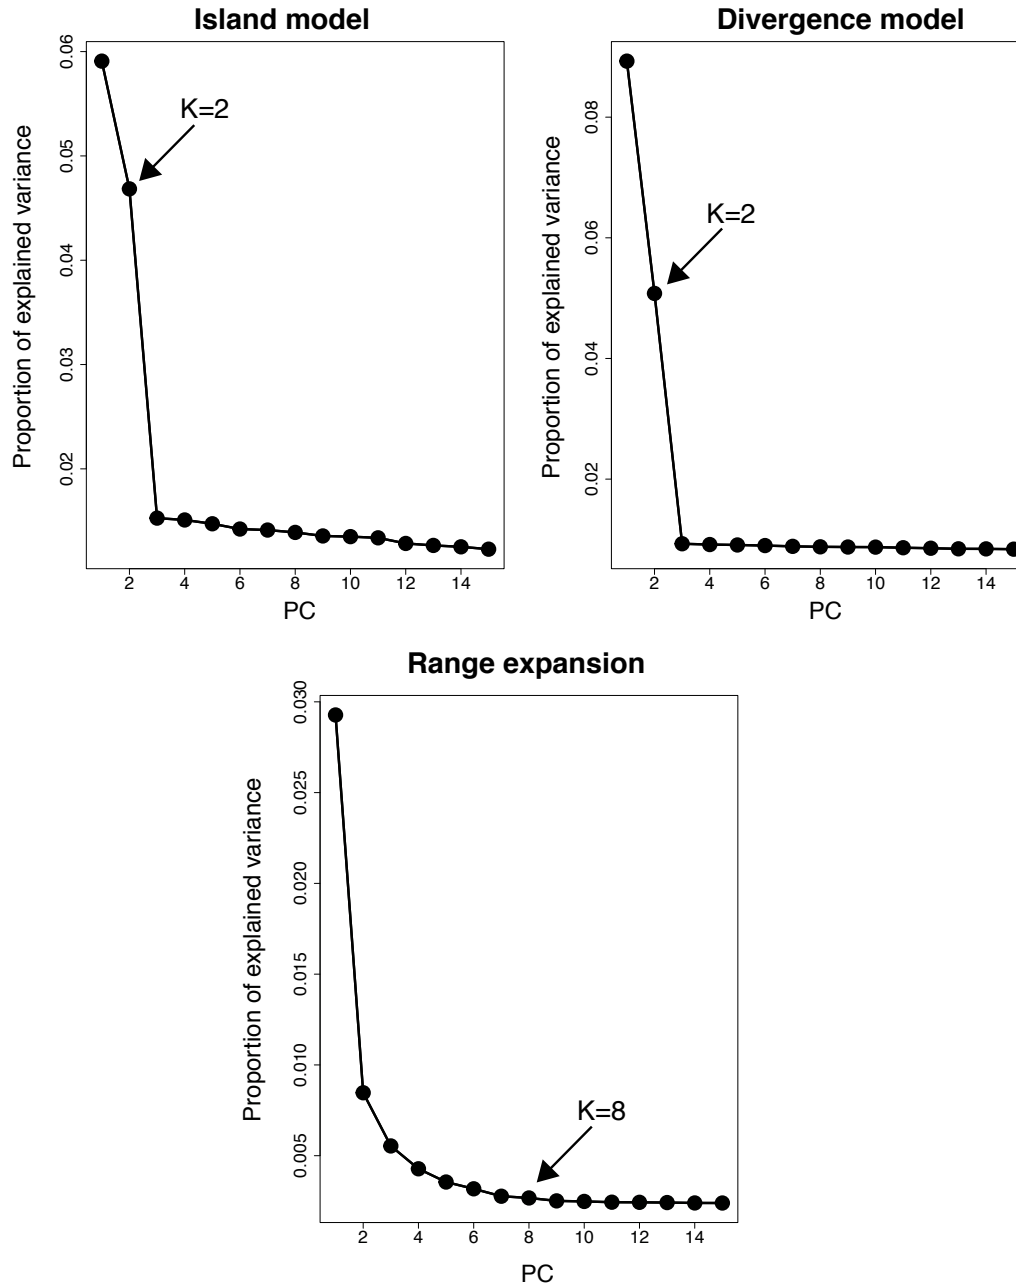 Island model
Proportion of explained variance
0.06
0.05
0.04
0.03
0.02
K=2
2 4 6 8 10 12 14
PC
Divergence model
Proportion of explained variance
0.08
0.06
0.04
0.02
K=2
2 4 6 8 10 12 14
PC
Range expansion
Proportion of explained variance
0.030
0.025
0.020
0.015
0.010
0.005
K=8
2 4 6 8 10 12 14
PC